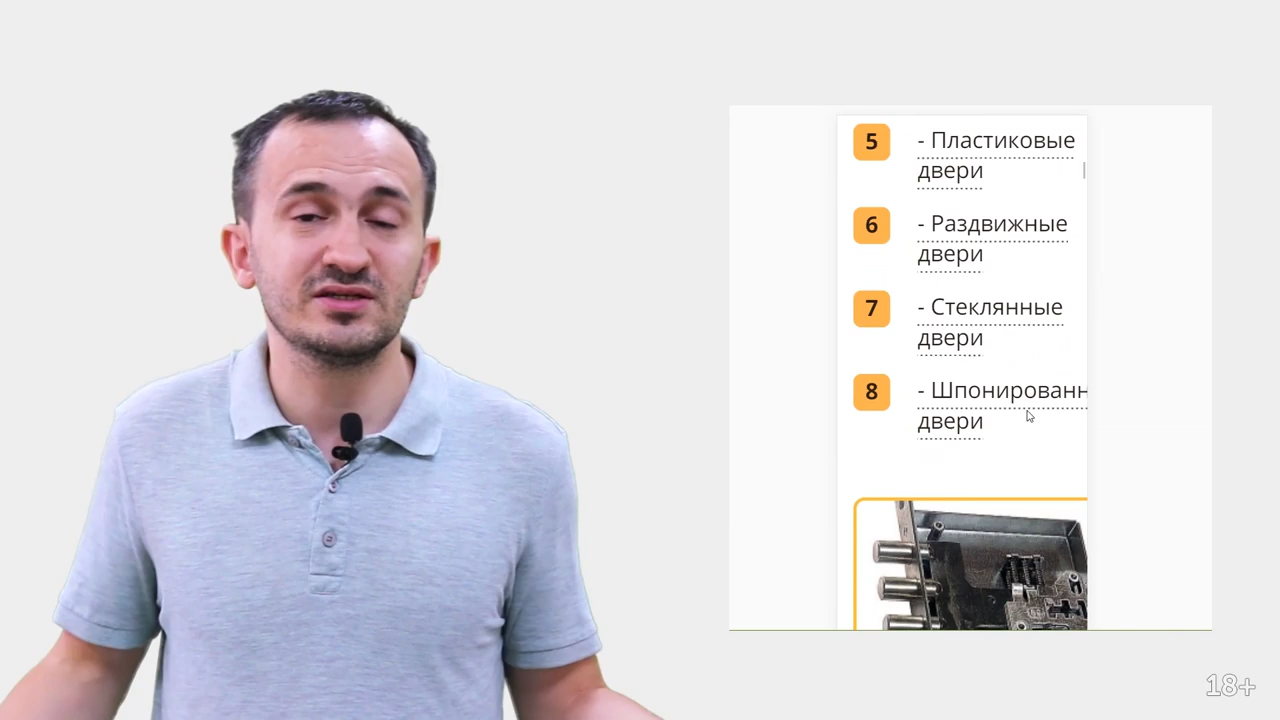 5 - Пластиковые
двери
6 - Раздвижные
двери
7 - Стеклянные
двери
8 - Шпонированн
двери
18+